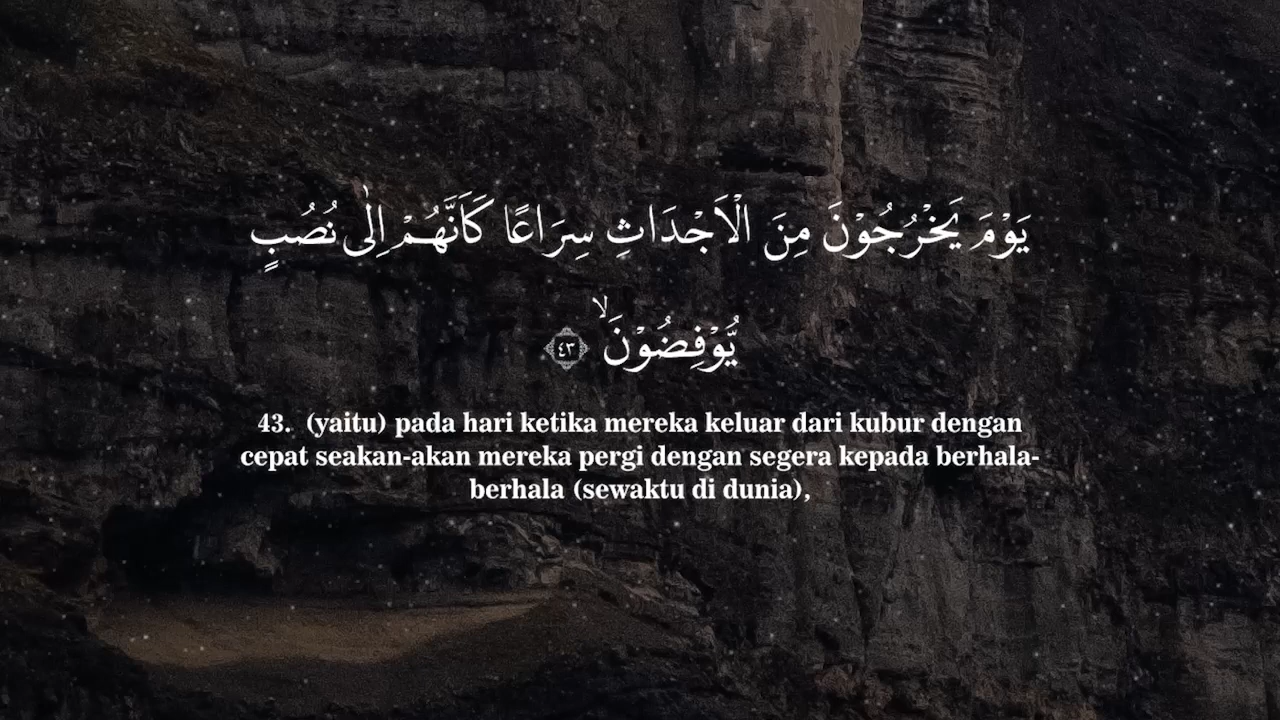 يَوْمَ يَخْرُجُوْنَ مِنَ الْاَجْدَاثِ سِرَاعًا كَاَنَّهُمْ اِلٰى نُصُبٍ
يُّوْفِضُوْنَۙ ٤٣
43. (yaitu) pada hari ketika mereka keluar dari kubur dengan
cepat seakan-akan mereka pergi dengan segera kepada berhala-
berhala (sewaktu di dunia),